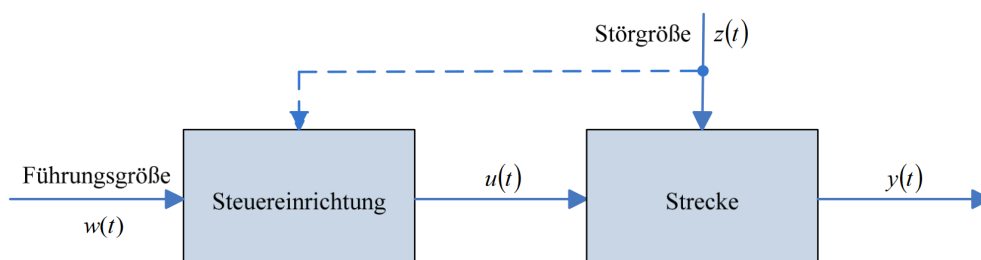 Störgröße z(t)
Führungsgröße
w(t)
Steuereinrichtung
u(t)
Strecke
y(t)